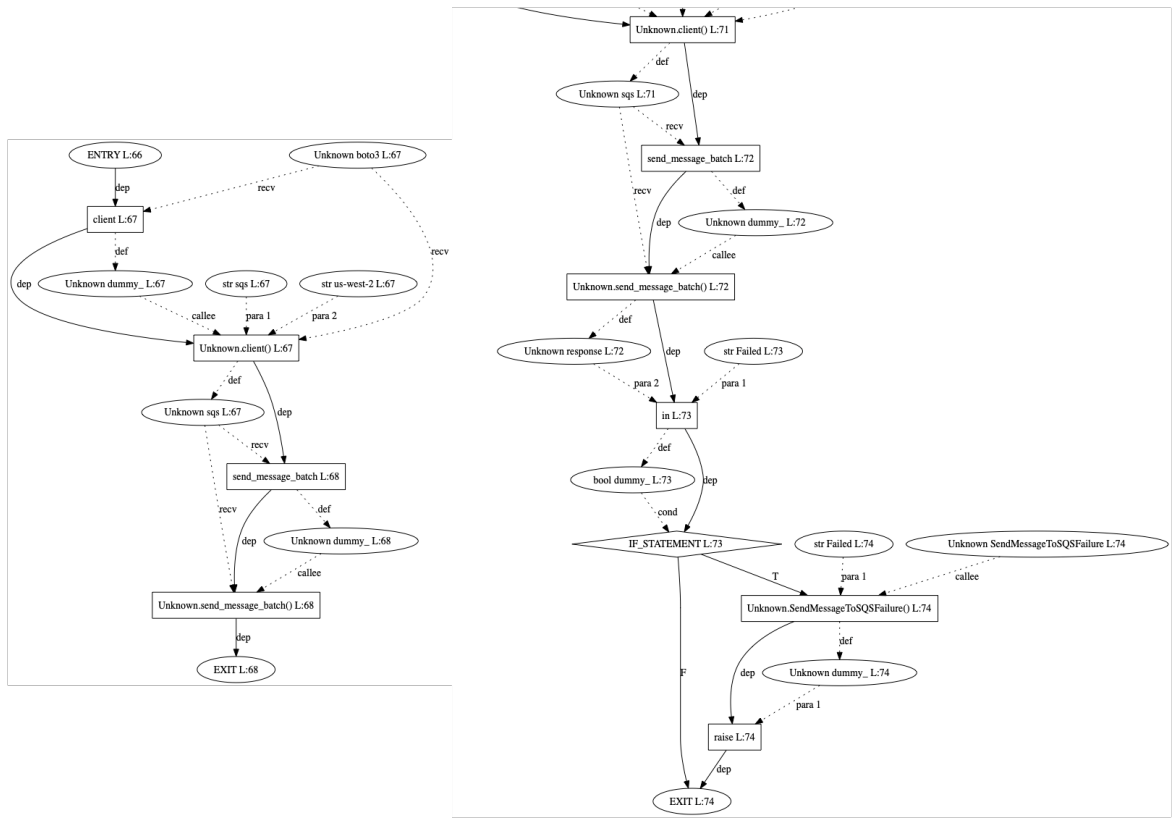 ENTRY L:66
Unknown boto3 L:67
dep
recv
client L:67
recv
def
dep
Unknown dummy_ L:67
str sqs L:67
str us-west-2 L:67
callee
para 1
para 2
Unknown.client() L:67
def
Unknown sqs L:67
dep
recv
send_message_batch L:68
recv
def
dep
Unknown dummy_ L:68
callee
Unknown.send_message_batch() L:68
dep
EXIT L:68
Unknown.client() L:71
def
Unknown sqs L:71
dep
recv
send_message_batch L:72
recv
def
dep
Unknown dummy_ L:72
callee
Unknown.send_message_batch() L:72
def
Unknown response L:72
dep
str Failed L:73
para 2
para 1
in L:73
def
bool dummy_ L:73
dep
cond
IF_STATEMENT L:73
str Failed L:74
Unknown SendMessageToSQSFailure L:74
T
para 1
callee
Unknown.SendMessageToSQSFailure() L:74
def
F
dep
Unknown dummy_ L:74
para 1
raise L:74
dep
EXIT L:74